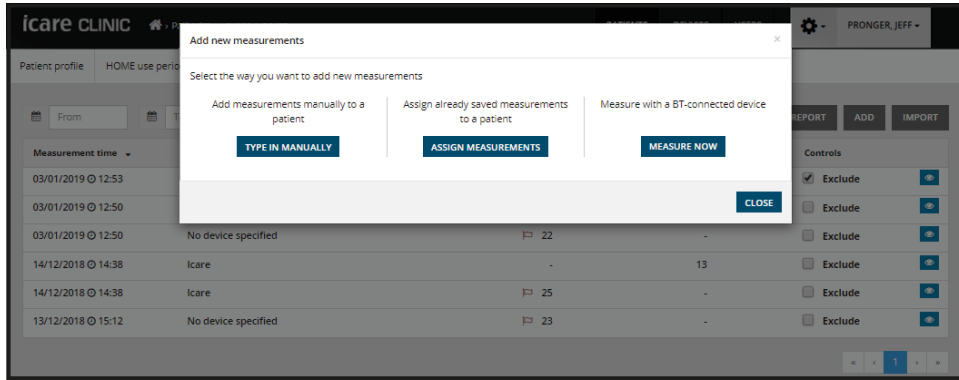 icare CLINIC
PRONGER, JEFF
Add new measurements
×
Patient profile HOME use perio
Select the way you want to add new measurements
Add measurements manually to a patient
TYPE IN MANUALLY
Assign already saved measurements to a patient
ASSIGN MEASUREMENTS
Measure with a BT-connected device
MEASURE NOW
CLOSE
From
REPORT ADD IMPORT
Measurement time Controls
03/01/2019 12:53 Exclude
03/01/2019 12:50 Exclude
03/01/2019 12:50 No device specified 22 - Exclude
14/12/2018 14:38 Icare - 13 Exclude
14/12/2018 14:38 Icare 25 - Exclude
13/12/2018 15:12 No device specified 23 - Exclude
« ‹ 1 › »